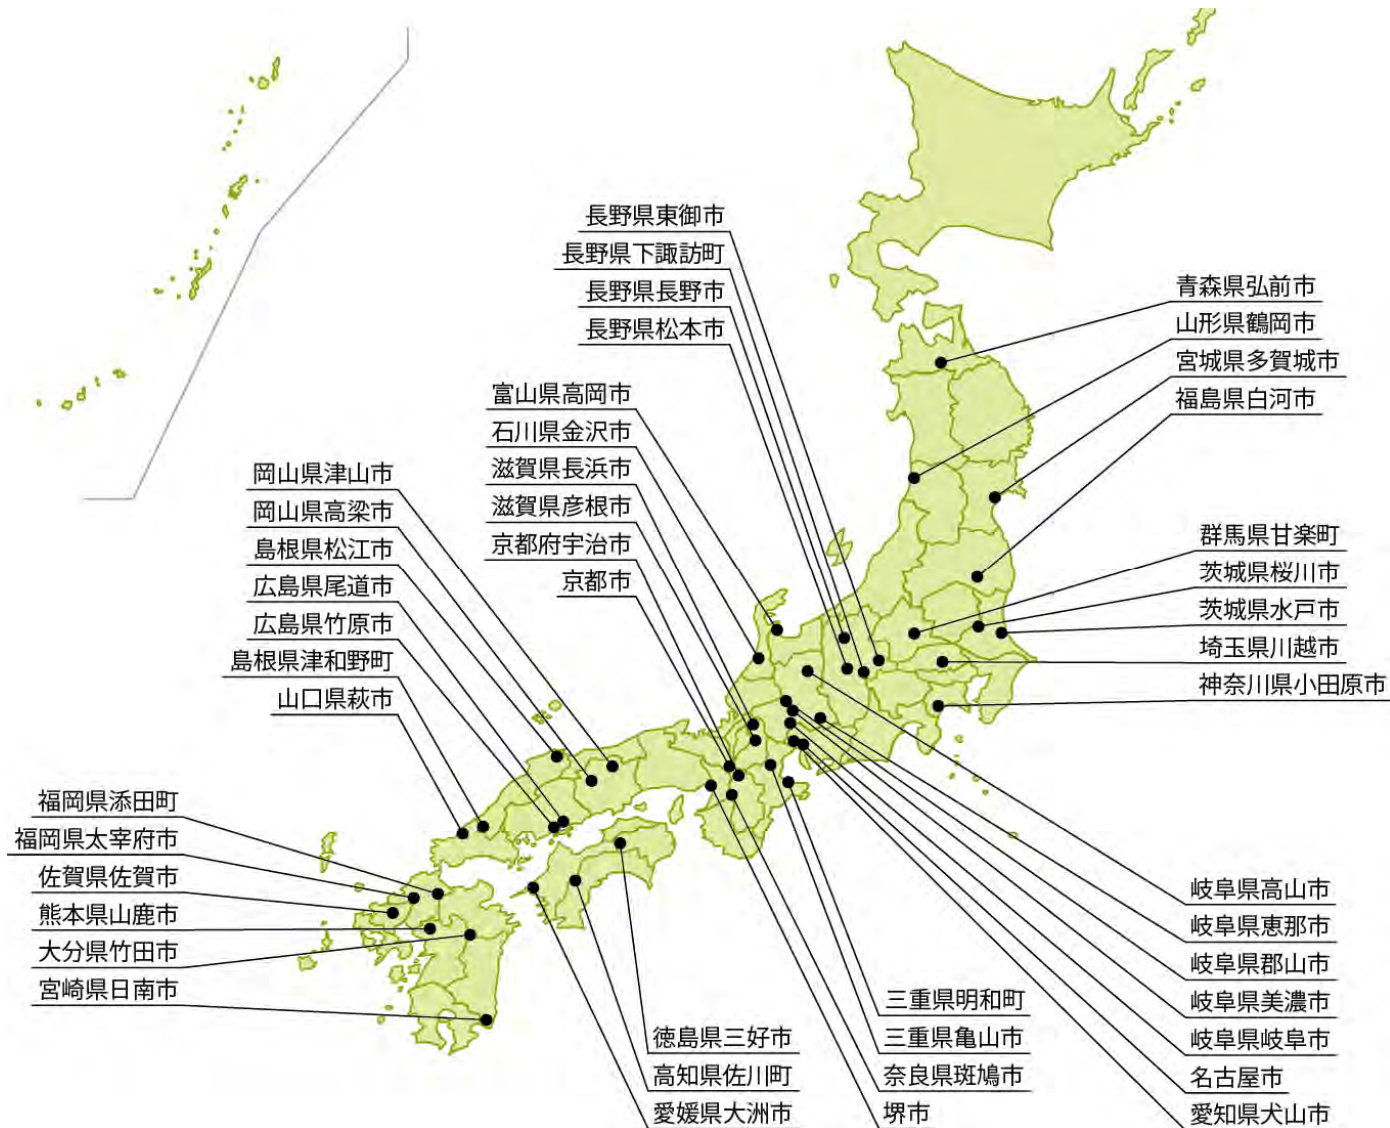 長野県東御市
長野県下諏訪町
長野県長野市
長野県松本市
青森県弘前市
山形県鶴岡市
宮城県多賀城市
福島県白河市
富山県高岡市
石川県金沢市
滋賀県長浜市
滋賀県彦根市
京都府宇治市
京都市
岡山県津山市
岡山県高梁市
島根県松江市
広島県尾道市
広島県竹原市
島根県津和野町
山口県萩市
群馬県甘楽町
茨城県桜川市
茨城県水戸市
埼玉県川越市
神奈川県小田原市
福岡県添田町
福岡県太宰府市
佐賀県佐賀市
熊本県山鹿市
大分県竹田市
宮崎県日南市
徳島県三好市
高知県佐川町
愛媛県大洲市
三重県明和町
三重県亀山市
奈良県斑鳩市
堺市
岐阜県高山市
岐阜県恵那市
岐阜県郡山市
岐阜県美濃市
岐阜県岐阜市
名古屋市
愛知県犬山市